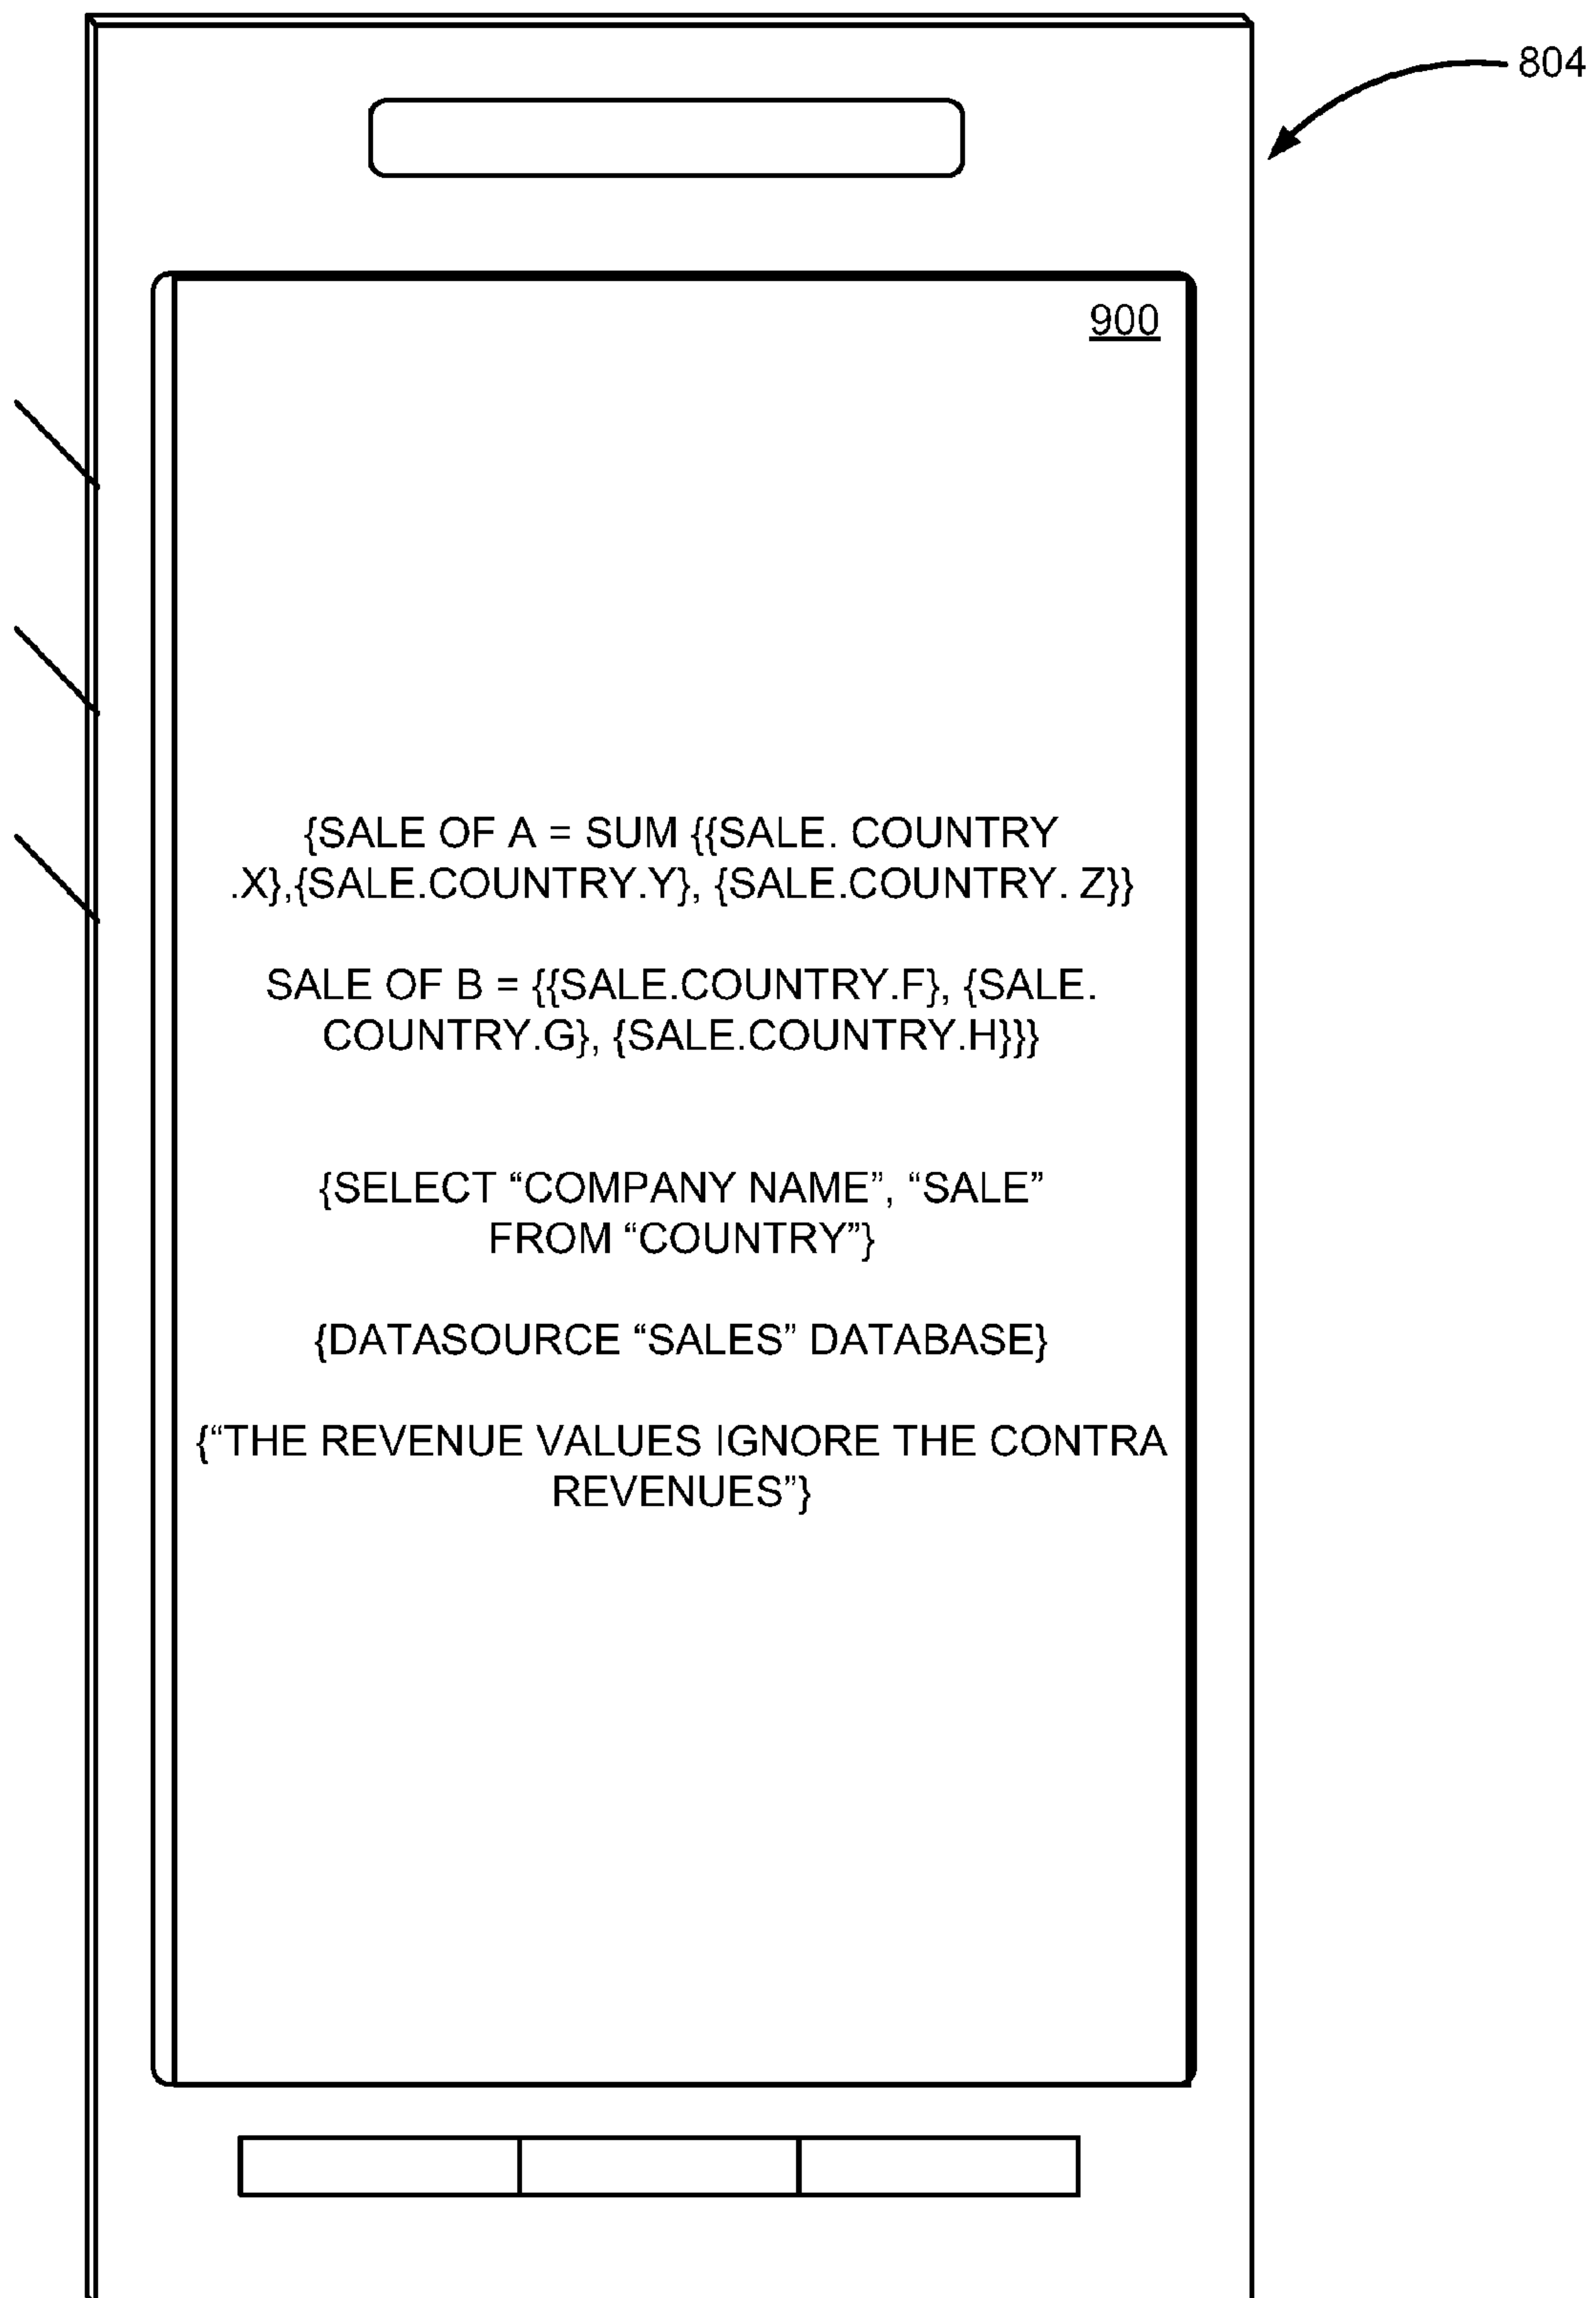 804
900
{SALE OF A = SUM {{SALE. COUNTRY
.X},{SALE.COUNTRY.Y}, {SALE.COUNTRY. Z}}
SALE OF B = {{SALE.COUNTRY.F}, {SALE.
COUNTRY.G}, {SALE.COUNTRY.H}}}
{SELECT “COMPANY NAME”, “SALE”
FROM “COUNTRY”}
{DATASOURCE “SALES” DATABASE}
{“THE REVENUE VALUES IGNORE THE CONTRA
REVENUES”}